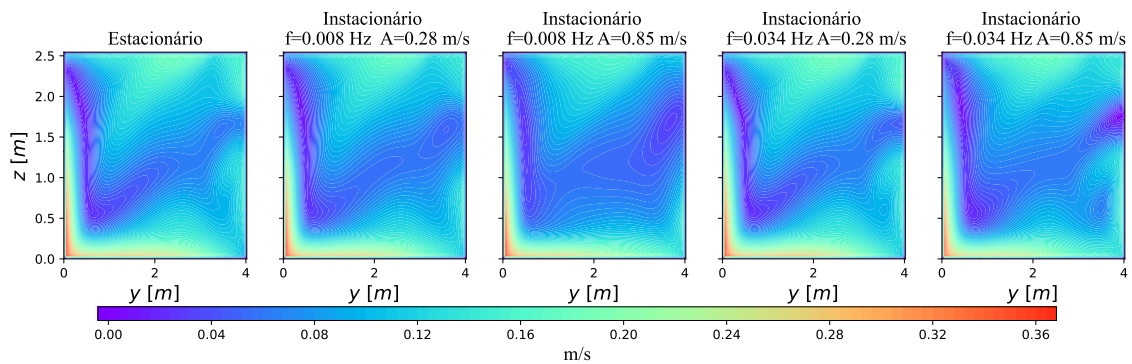 Estacionário
Instacionário
f=0.008 Hz  A=0.28 m/s
Instacionário
f=0.008 Hz A=0.85 m/s
Instacionário
f=0.034 Hz A=0.28 m/s
Instacionário
f=0.034 Hz A=0.85 m/s
z [m]
2.5
2.0
1.5
1.0
0.5
0.0
0 2 4
0 2 4
0 2 4
0 2 4
0 2 4
y [m]
y [m]
y [m]
y [m]
y [m]
0.00 0.04 0.08 0.12 0.16 0.20 0.24 0.28 0.32 0.36
m/s